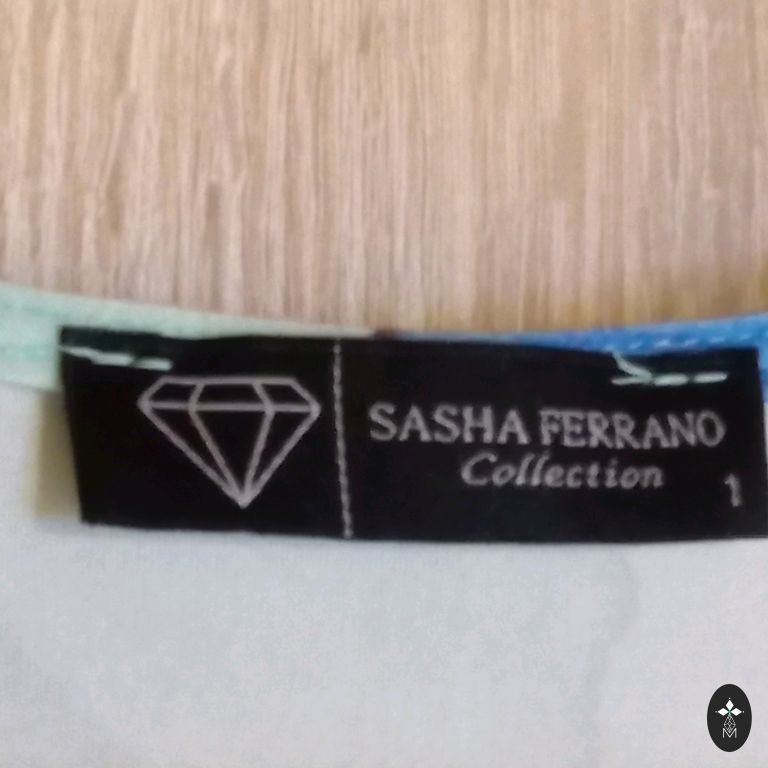 SASHA FERRANO
Collection
1
M